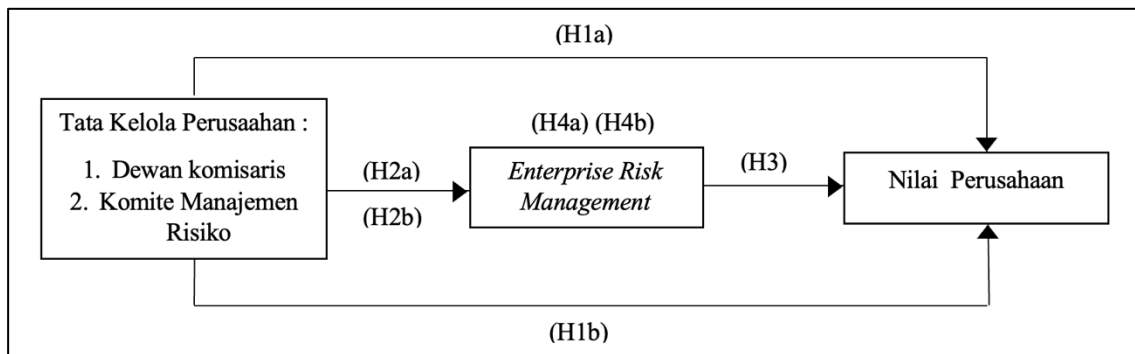 (H1a)
Tata Kelola Perusaahan :
1. Dewan komisaris
2. Komite Manajemen
Risiko
(H2a)
(H2b)
(H4a) (H4b)
Enterprise Risk
Management
(H3)
Nilai Perusahaan
(H1b)